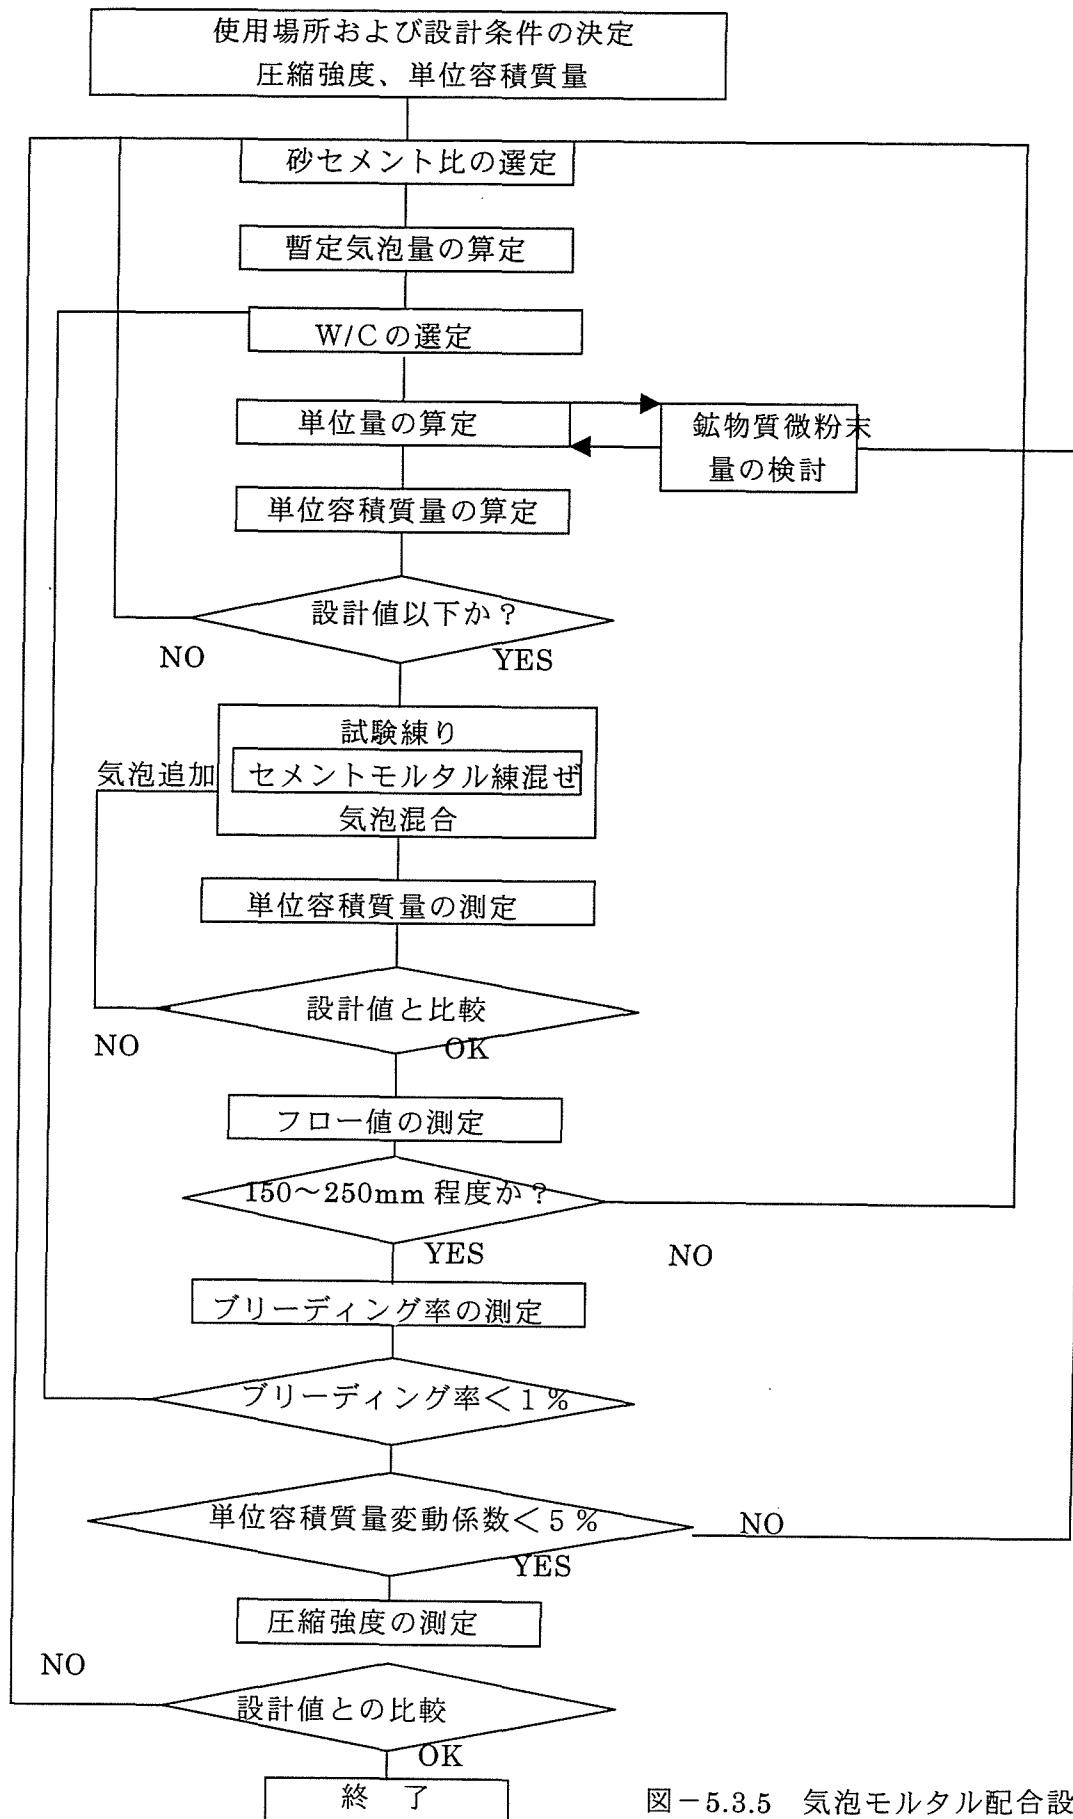 使用場所および設計条件の決定
圧縮強度、単位容積質量
砂セメント比の選定
暫定気泡量の算定
W/Cの選定
単位量の算定
鉱物質微粉末
量の検討
単位容積質量の算定
設計値以下か？
NO
YES
試験練り
気泡追加
セメントモルタル練混ぜ
気泡混合
単位容積質量の測定
設計値と比較
NO
OK
フロー値の測定
150～250mm 程度か？
YES
NO
ブリーディング率の測定
ブリーディング率＜１％
単位容積質量変動係数＜５％
NO
YES
圧縮強度の測定
NO
設計値との比較
OK
終　了
図－5.3.5　気泡モルタル配合設